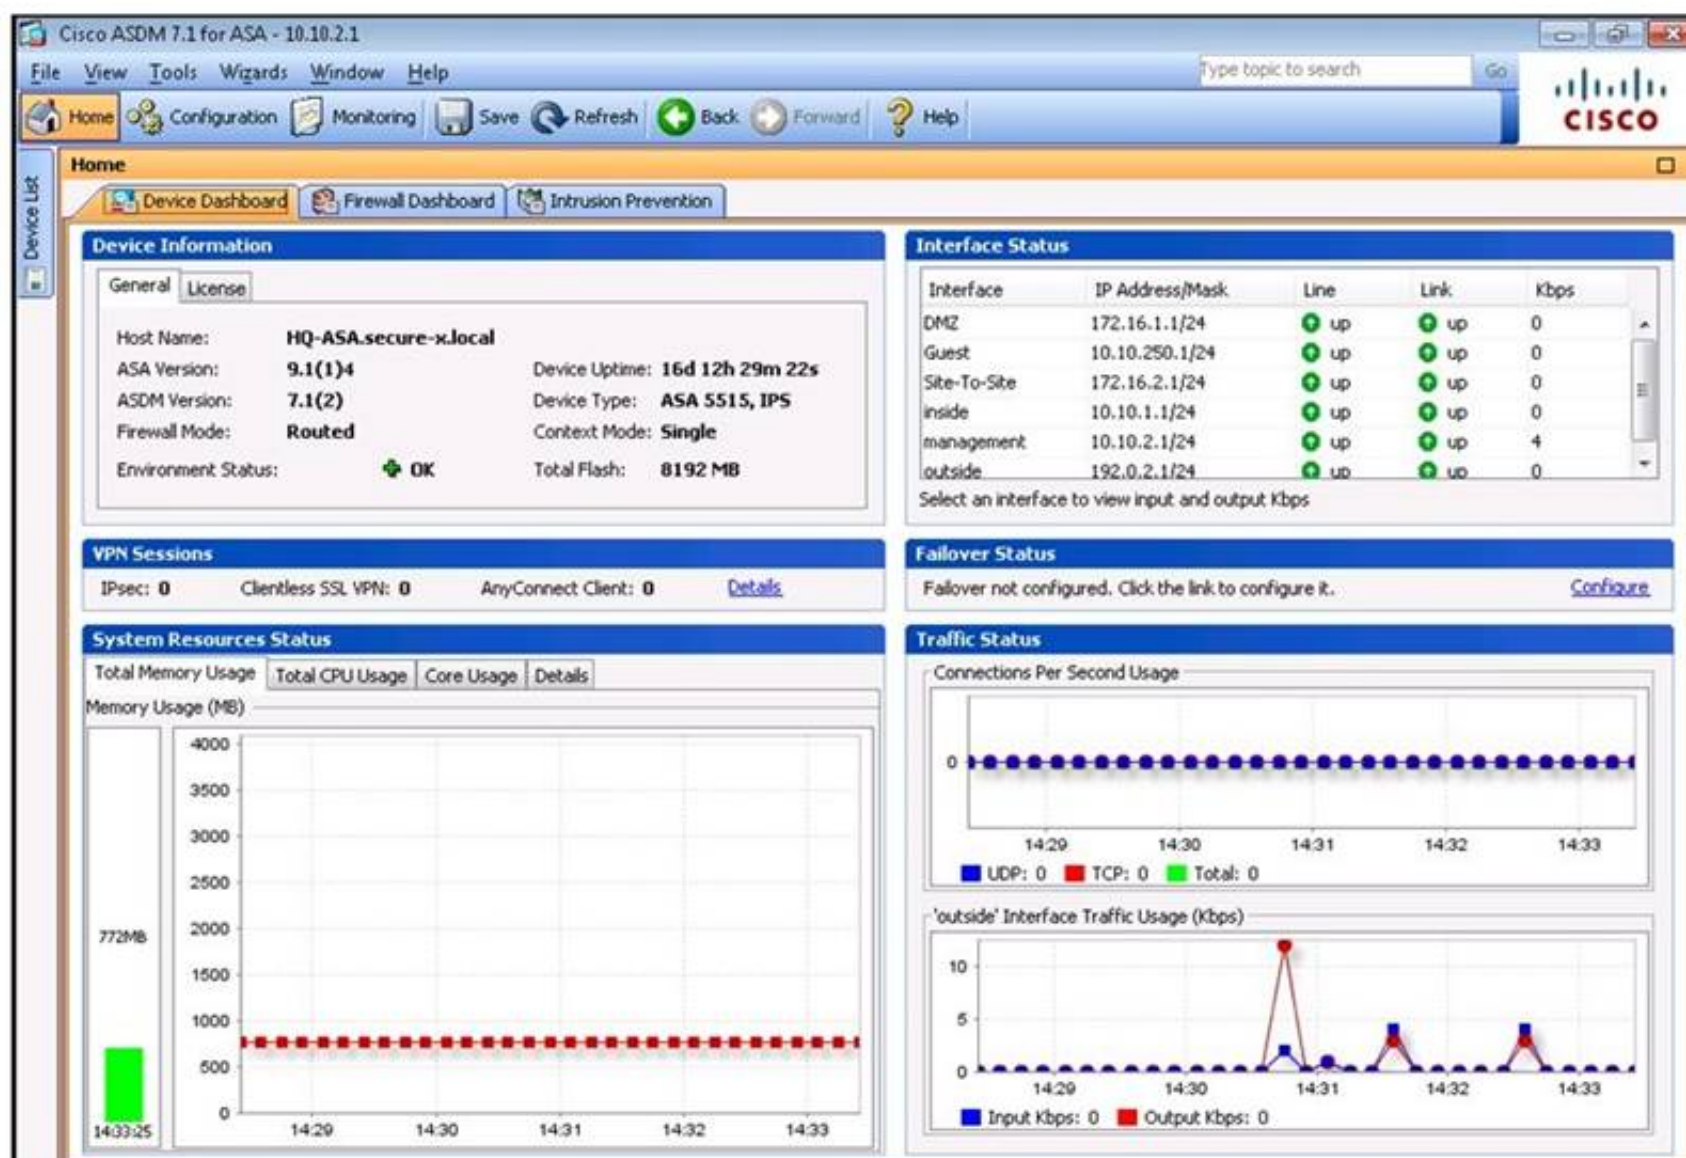 Cisco ASDM 7.1 for ASA - 10.10.2.1
File View Tools Wizards Window Help
Type topic to search Go
CISCO
Home Configuration Monitoring Save Refresh Back Forward Help
Device List
Home
Device Dashboard Firewall Dashboard Intrusion Prevention
Device Information
General License
Host Name: HQ-ASA.secure-x.local
ASA Version: 9.1(1)4 Device Uptime: 16d 12h 29m 22s
ASDM Version: 7.1(2) Device Type: ASA 5515, IPS
Firewall Mode: Routed Context Mode: Single
Environment Status: OK Total Flash: 8192 MB
Interface Status
Interface IP Address/Mask Line Link Kbps
DMZ 172.16.1.1/24 up up 0
Guest 10.10.250.1/24 up up 0
Site-To-Site 172.16.2.1/24 up up 0
inside 10.10.1.1/24 up up 0
management 10.10.2.1/24 up up 4
outside 192.0.2.1/24 up up 0
Select an interface to view input and output Kbps
VPN Sessions
IPsec: 0 Clientless SSL VPN: 0 AnyConnect Client: 0 Details
Failover Status
Failover not configured. Click the link to configure it. Configure
System Resources Status
Total Memory Usage Total CPU Usage Core Usage Details
Memory Usage (MB)
4000
3500
3000
2500
2000
1500
1000
500
0
772MB
14:33:25
14:29 14:30 14:31 14:32 14:33
Traffic Status
Connections Per Second Usage
0
14:29 14:30 14:31 14:32 14:33
UDP: 0 TCP: 0 Total: 0
'outside' Interface Traffic Usage (Kbps)
10
5
0
14:29 14:30 14:31 14:32 14:33
Input Kbps: 0 Output Kbps: 0